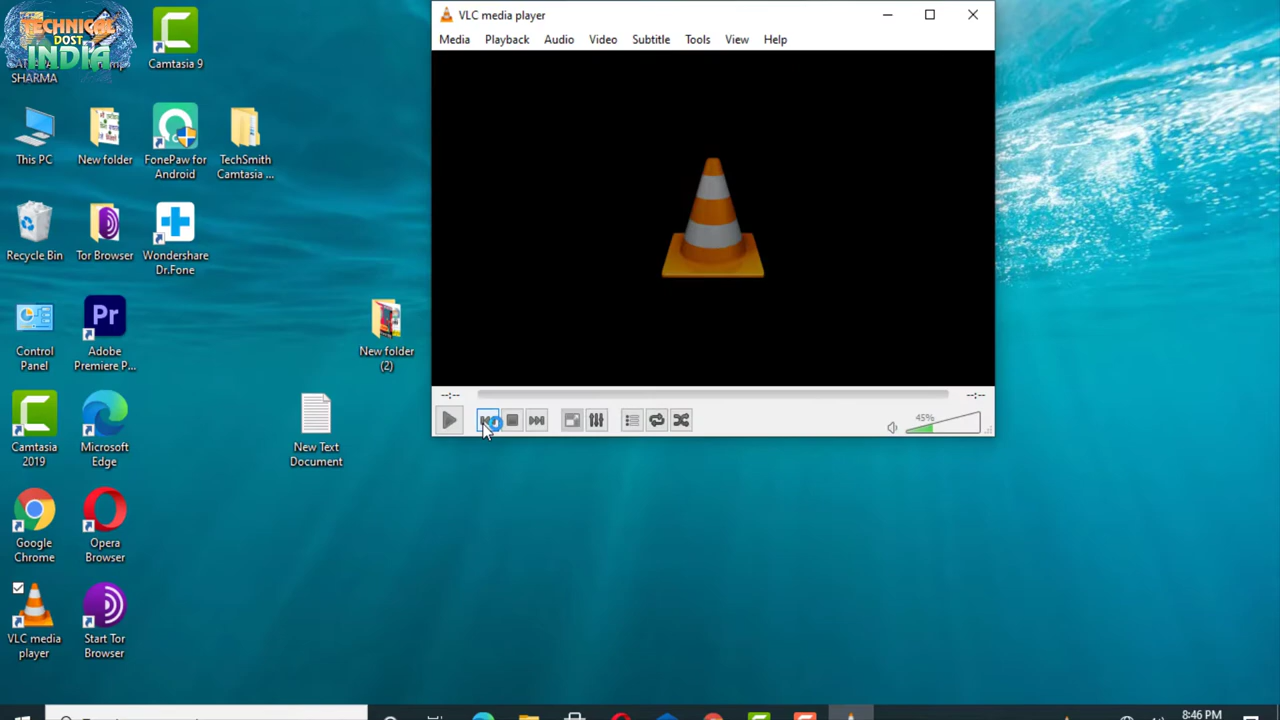 TECHNICAL
DOST
INDIA
SHARMA
Camtasia 9
This PC
New folder
FonePaw for
Android
TechSmith
Camtasia ...
Recycle Bin
Tor Browser
Wondershare
Dr.Fone
Control
Panel
Pr
Adobe
Premiere P...
New folder
(2)
Camtasia
2019
Microsoft
Edge
New Text
Document
Google
Chrome
Opera
Browser
VLC media
player
Start Tor
Browser
VLC media player
Media Playback Audio Video Subtitle Tools View Help
--:-- --:--
45%
8:46 PM